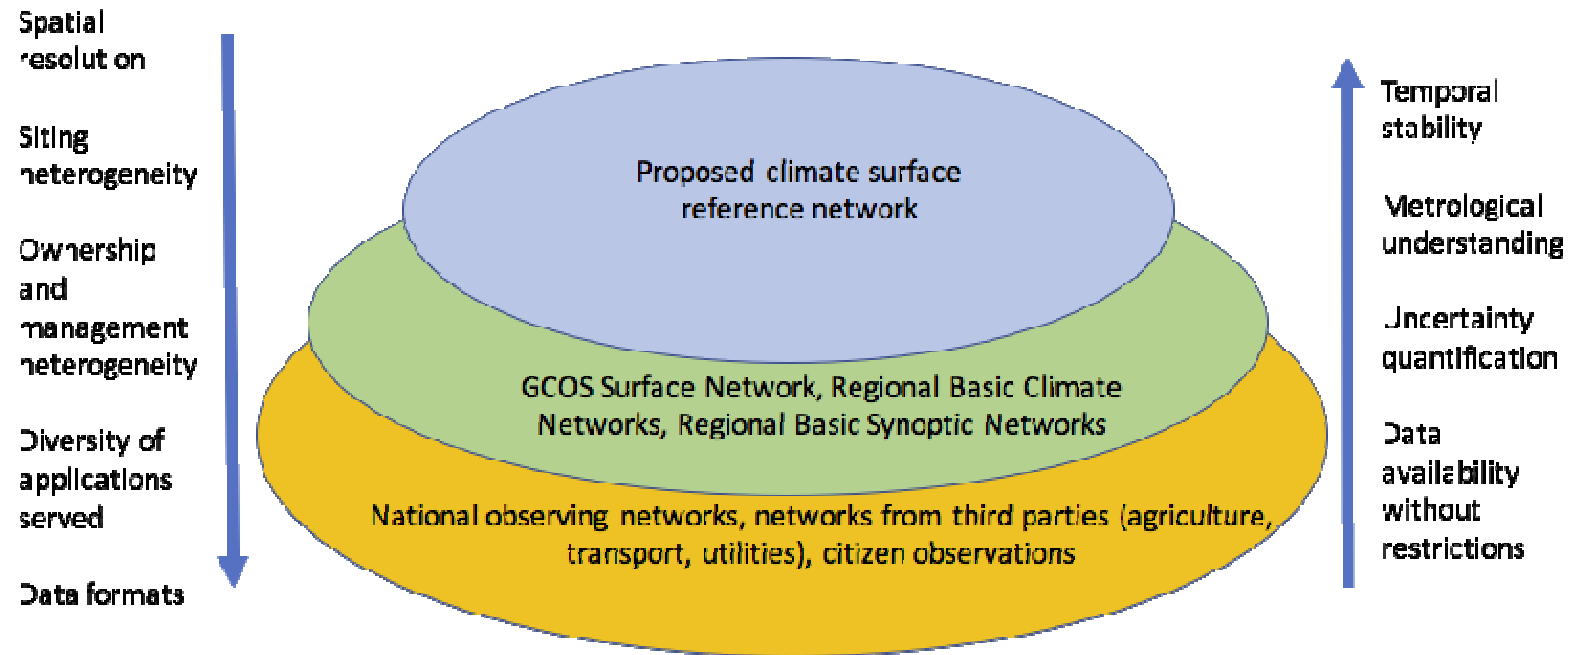 Spatial
resolution
Siting
heterogeneity
Ownership
and
management
heterogeneity
Diversity of
applications
served
Data formats
Proposed climate surface
reference network
GCOS Surface Network, Regional Basic Climate
Networks, Regional Basic Synoptic Networks
National observing networks, networks from third parties (agriculture,
transport, utilities), citizen observations
Temporal
stability
Metrological
understanding
Uncertainty
quantification
Data
availability
without
restrictions